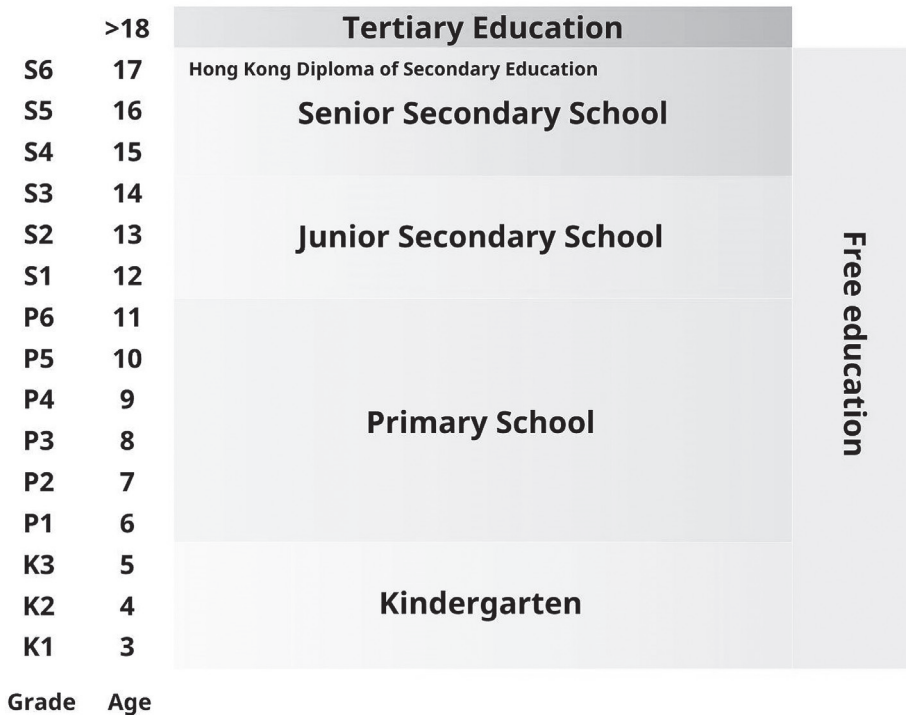 >18 Tertiary Education
S6 17 Hong Kong Diploma of Secondary Education
S5 16 Senior Secondary School
S4 15
S3 14
S2 13 Junior Secondary School
S1 12
P6 11
P5 10
P4 9
Primary School
P3 8
P2 7
P1 6
K3 5
K2 4 Kindergarten
K1 3
Grade Age
Free education